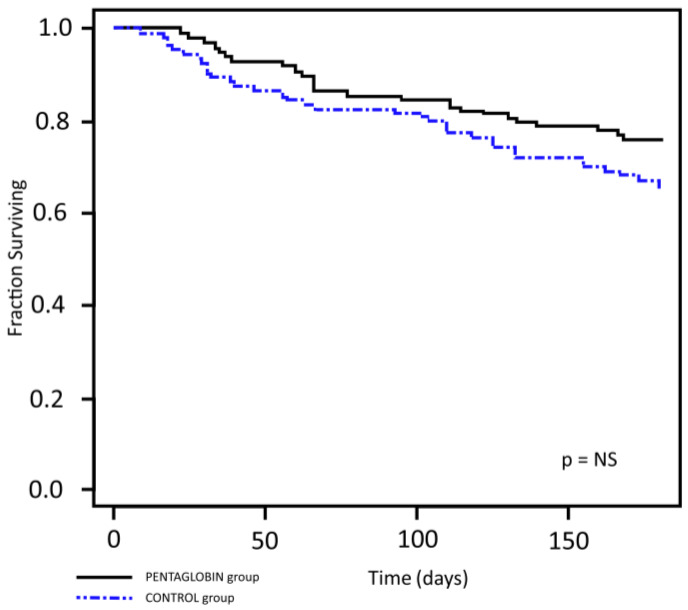 1.0
0.8
0.6
0.4
0.2
0.0
Fraction Surviving
p = NS
0 50 100 150
Time (days)
PENTAGLOBIN group
CONTROL group